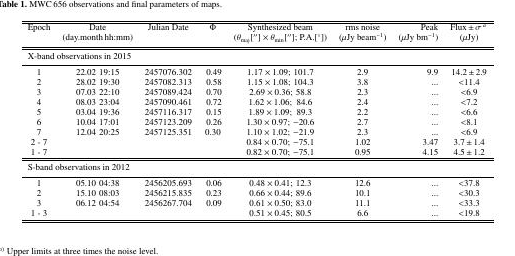 Table 1. MWC 656 observations and final parameters of maps.
Epoch Date Julian Date Φ Synthesized beam rms noise Peak Flux ± σ a
(day.month hh:mm) (θmaj["] × θmin["]; P.A.[°]) (μJy beam−1) (μJy bm−1) (μJy)
X-band observations in 2015
1 22.02 19:15 2457076.302 0.49 1.17 × 1.09; 101.7 2.9 9.9 14.2 ± 2.9
2 28.02 19:30 2457082.313 0.58 1.15 × 1.08; 104.3 3.8 ... <11.4
3 07.03 22:10 2457089.424 0.70 2.69 × 0.36; 58.8 2.3 ... <6.9
4 08.03 23:04 2457090.461 0.72 1.62 × 1.06; 84.6 2.4 ... <7.2
5 03.04 19:36 2457116.317 0.15 1.89 × 1.09; 89.3 2.2 ... <6.6
6 10.04 17:01 2457123.209 0.26 1.30 × 0.97; −20.6 2.7 ... <8.1
7 12.04 20:25 2457125.351 0.30 1.10 × 1.02; −21.9 2.3 ... <6.9
2 - 7 0.84 × 0.70; −75.1 1.02 3.47 3.7 ± 1.4
1 - 7 0.82 × 0.70; −75.1 0.95 4.15 4.5 ± 1.2
S-band observations in 2012
1 05.10 04:38 2456205.693 0.06 0.48 × 0.41; 12.3 12.6 ... <37.8
2 15.10 08:03 2456215.835 0.23 0.66 × 0.44; 89.6 10.1 ... <30.3
3 06.12 04:54 2456267.704 0.09 0.61 × 0.50; 83.0 11.1 ... <33.3
1 - 3 0.51 × 0.45; 80.5 6.6 ... <19.8
Upper limits at three times the noise level.